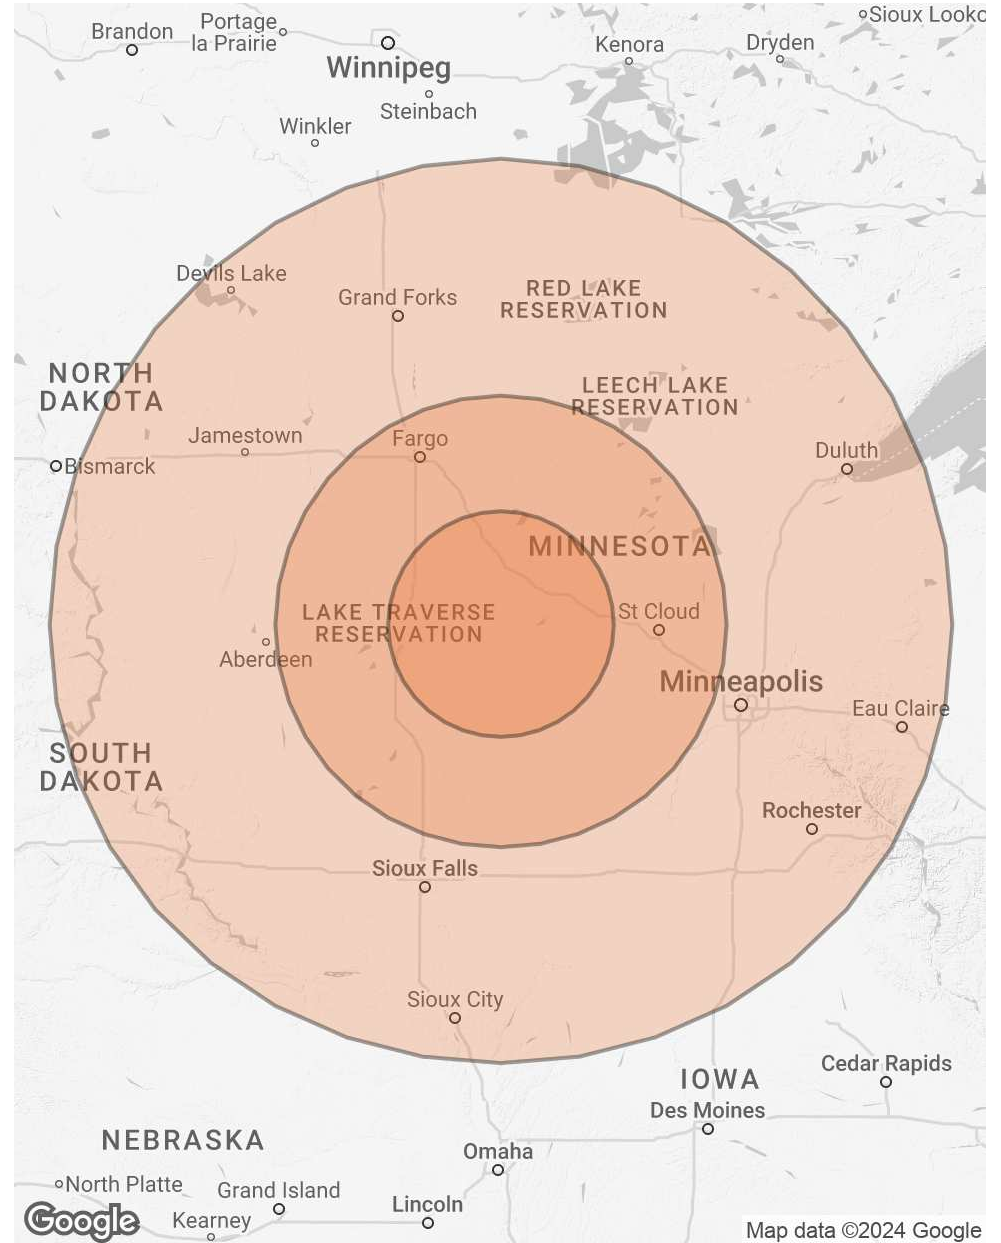 Brandon
Portage
la Prairie
Winnipeg
Steinbach
Winkler
Kenora
Dryden
Sioux Looko
Devils Lake
Grand Forks
RED LAKE
RESERVATION
NORTH
DAKOTA
LEECH LAKE
RESERVATION
Jamestown
Fargo
Bismarck
Duluth
MINNESOTA
LAKE TRAVERSE
RESERVATION
St Cloud
Aberdeen
Minneapolis
Eau Claire
SOUTH
DAKOTA
Rochester
Sioux Falls
Sioux City
IOWA
Cedar Rapids
Des Moines
NEBRASKA
Omaha
North Platte
Grand Island
Lincoln
Kearney
Google
Map data ©2024 Google